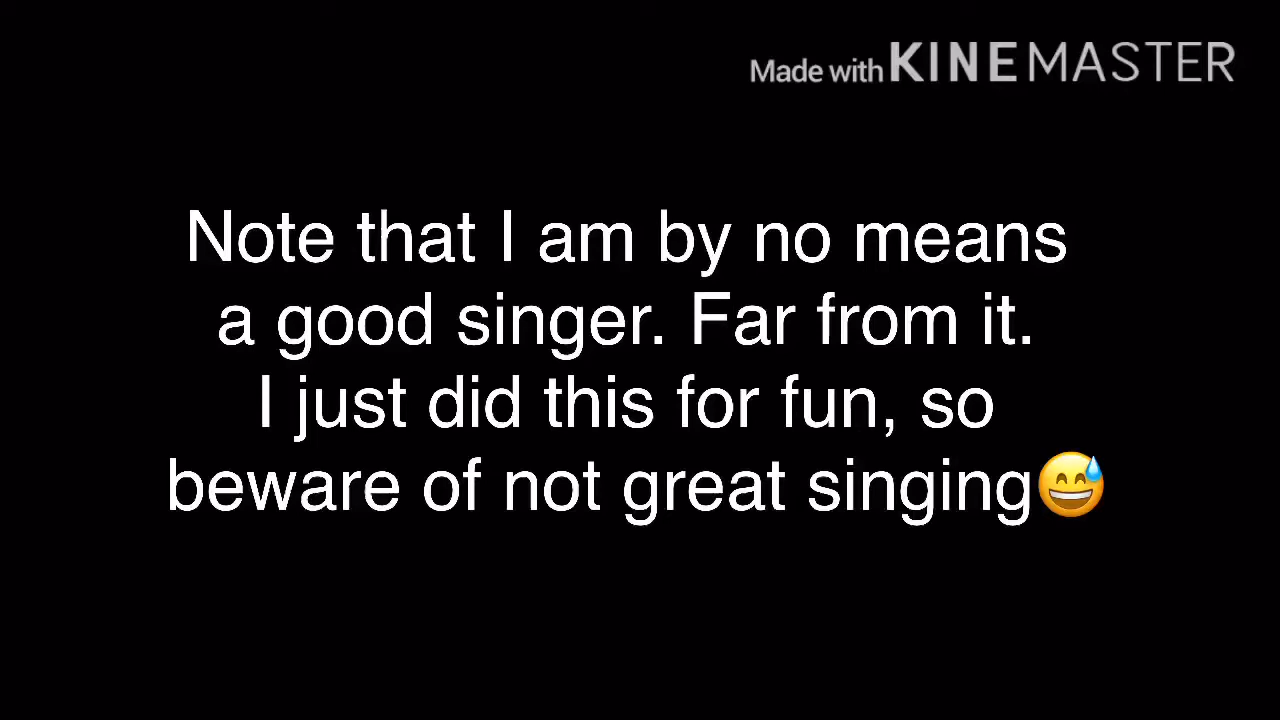 Made with KINEMASTER
Note that I am by no means
a good singer. Far from it.
I just did this for fun, so
beware of not great singing😅